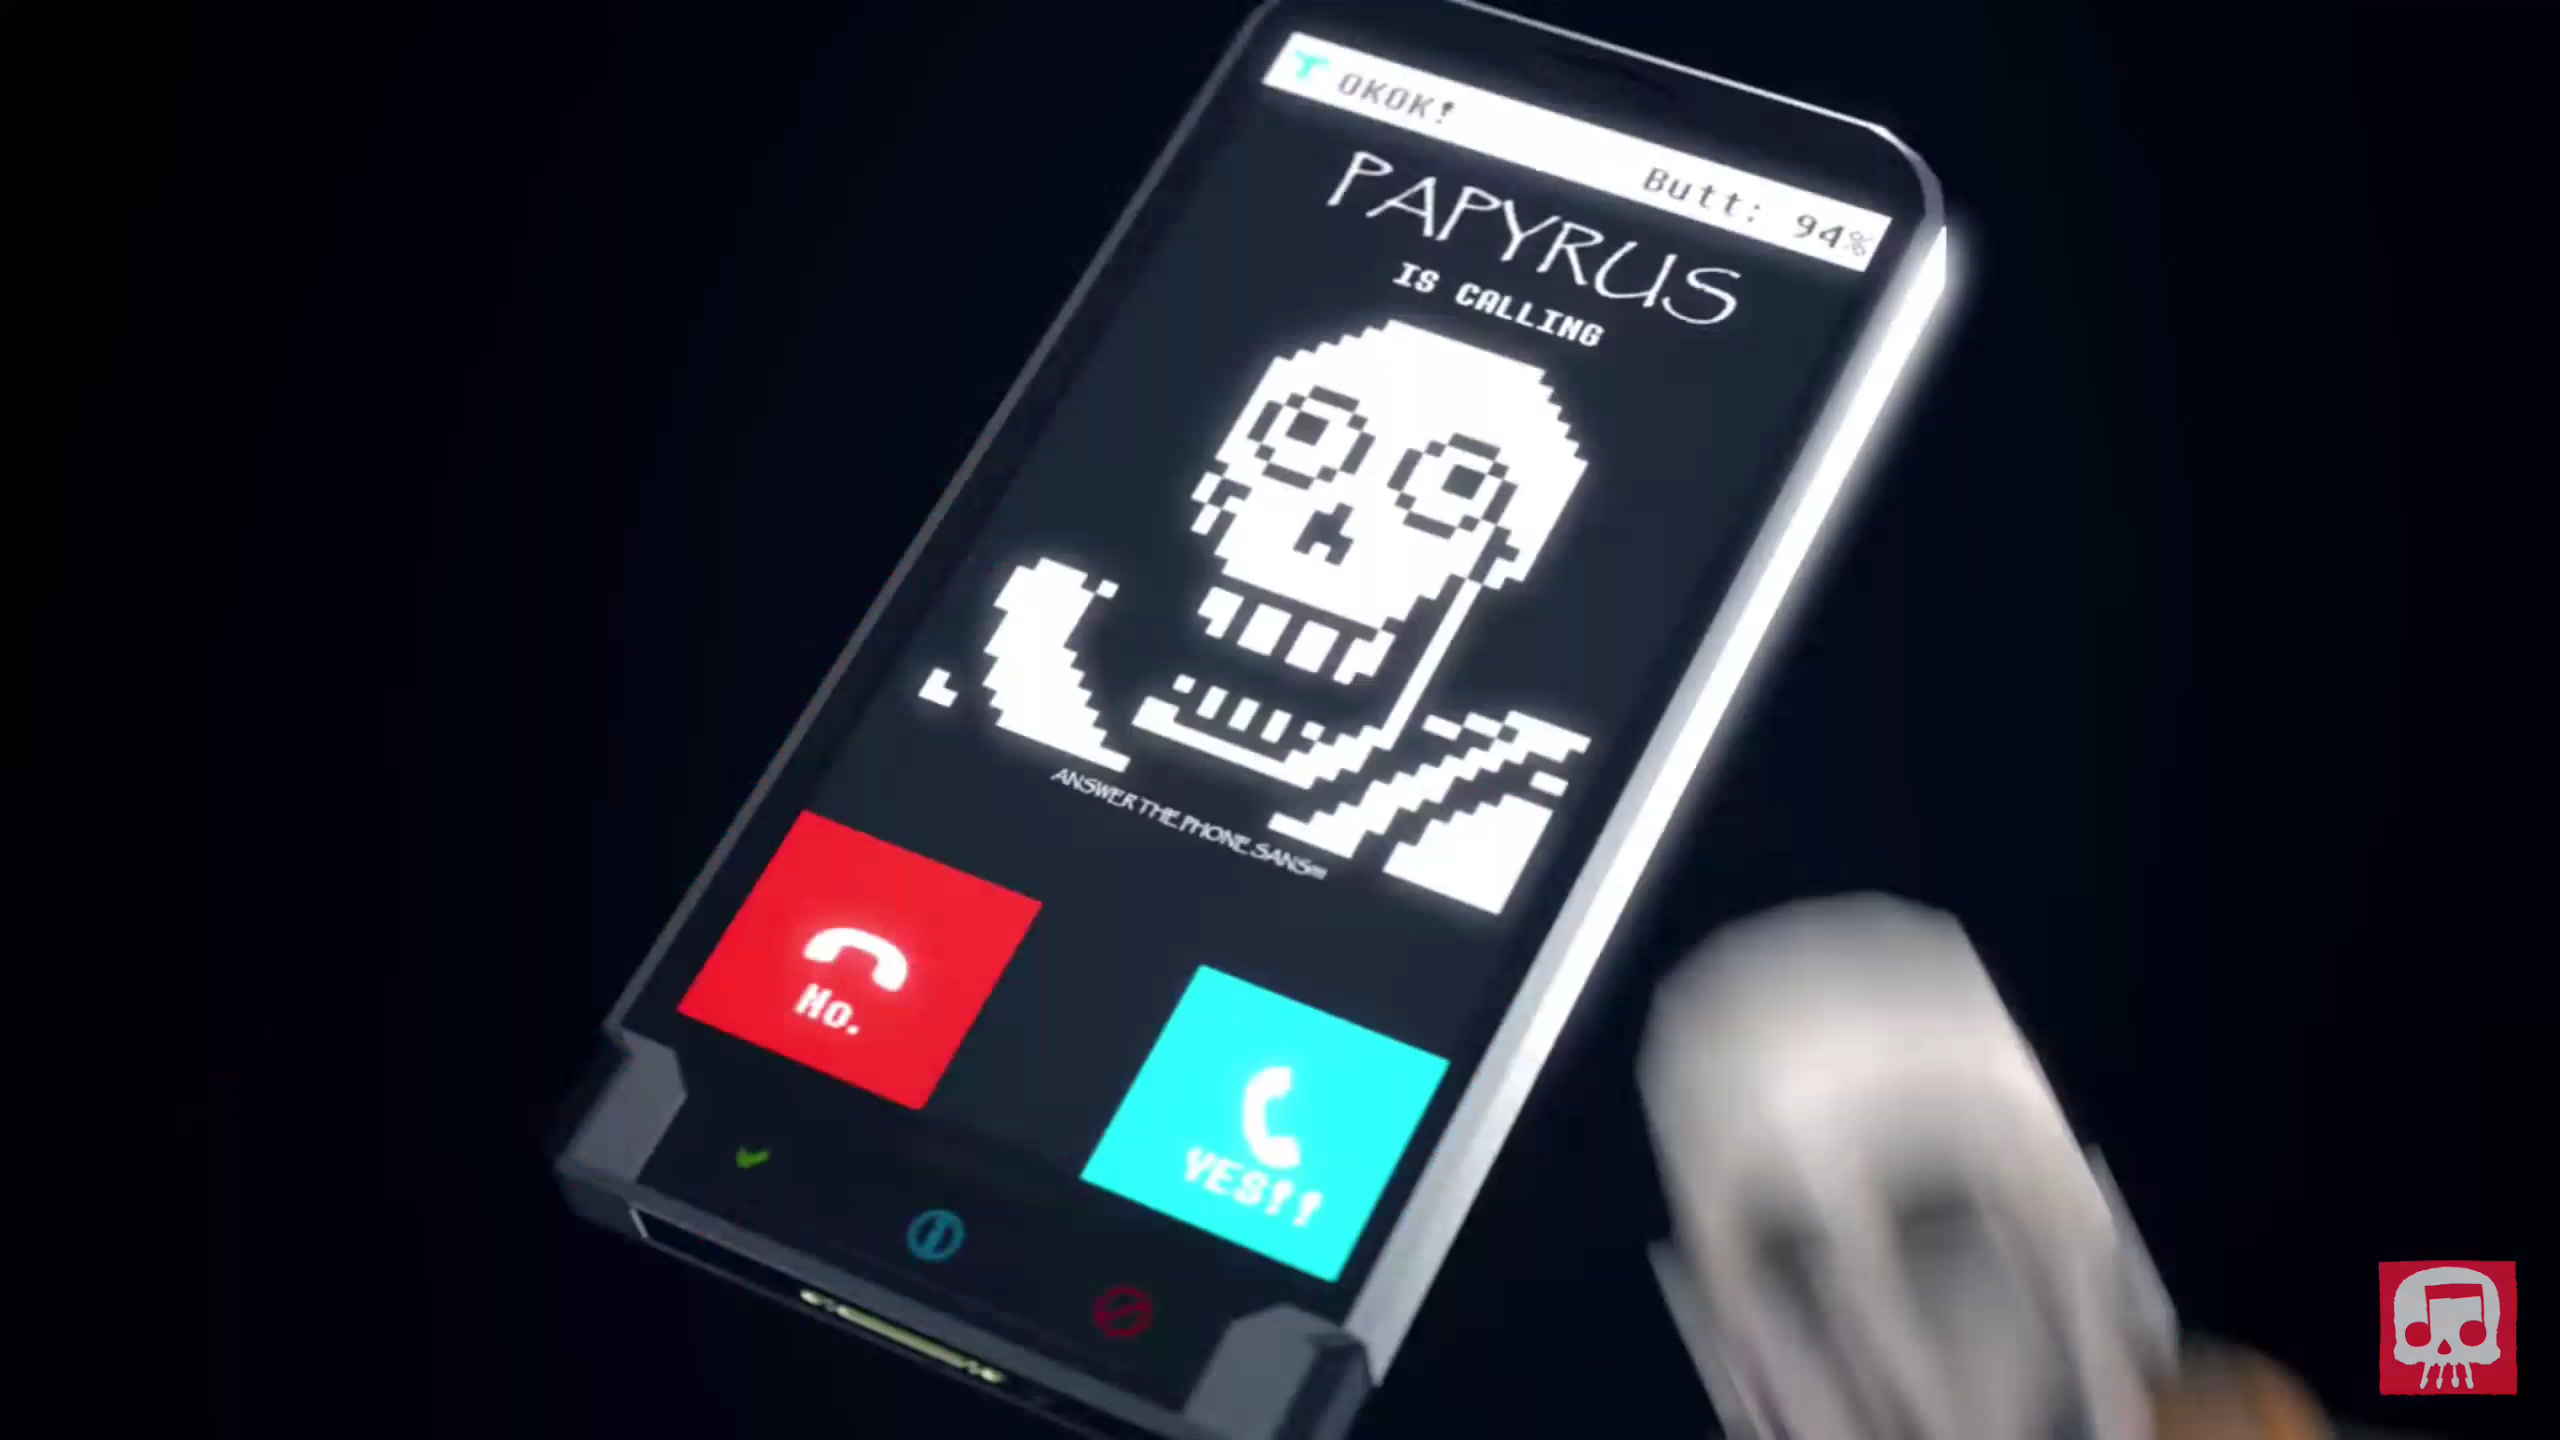 OKOK!
Butt: 94%
PAPYRUS
IS CALLING
ANSWER THE PHONE SANS!!!!
No.
YES!!